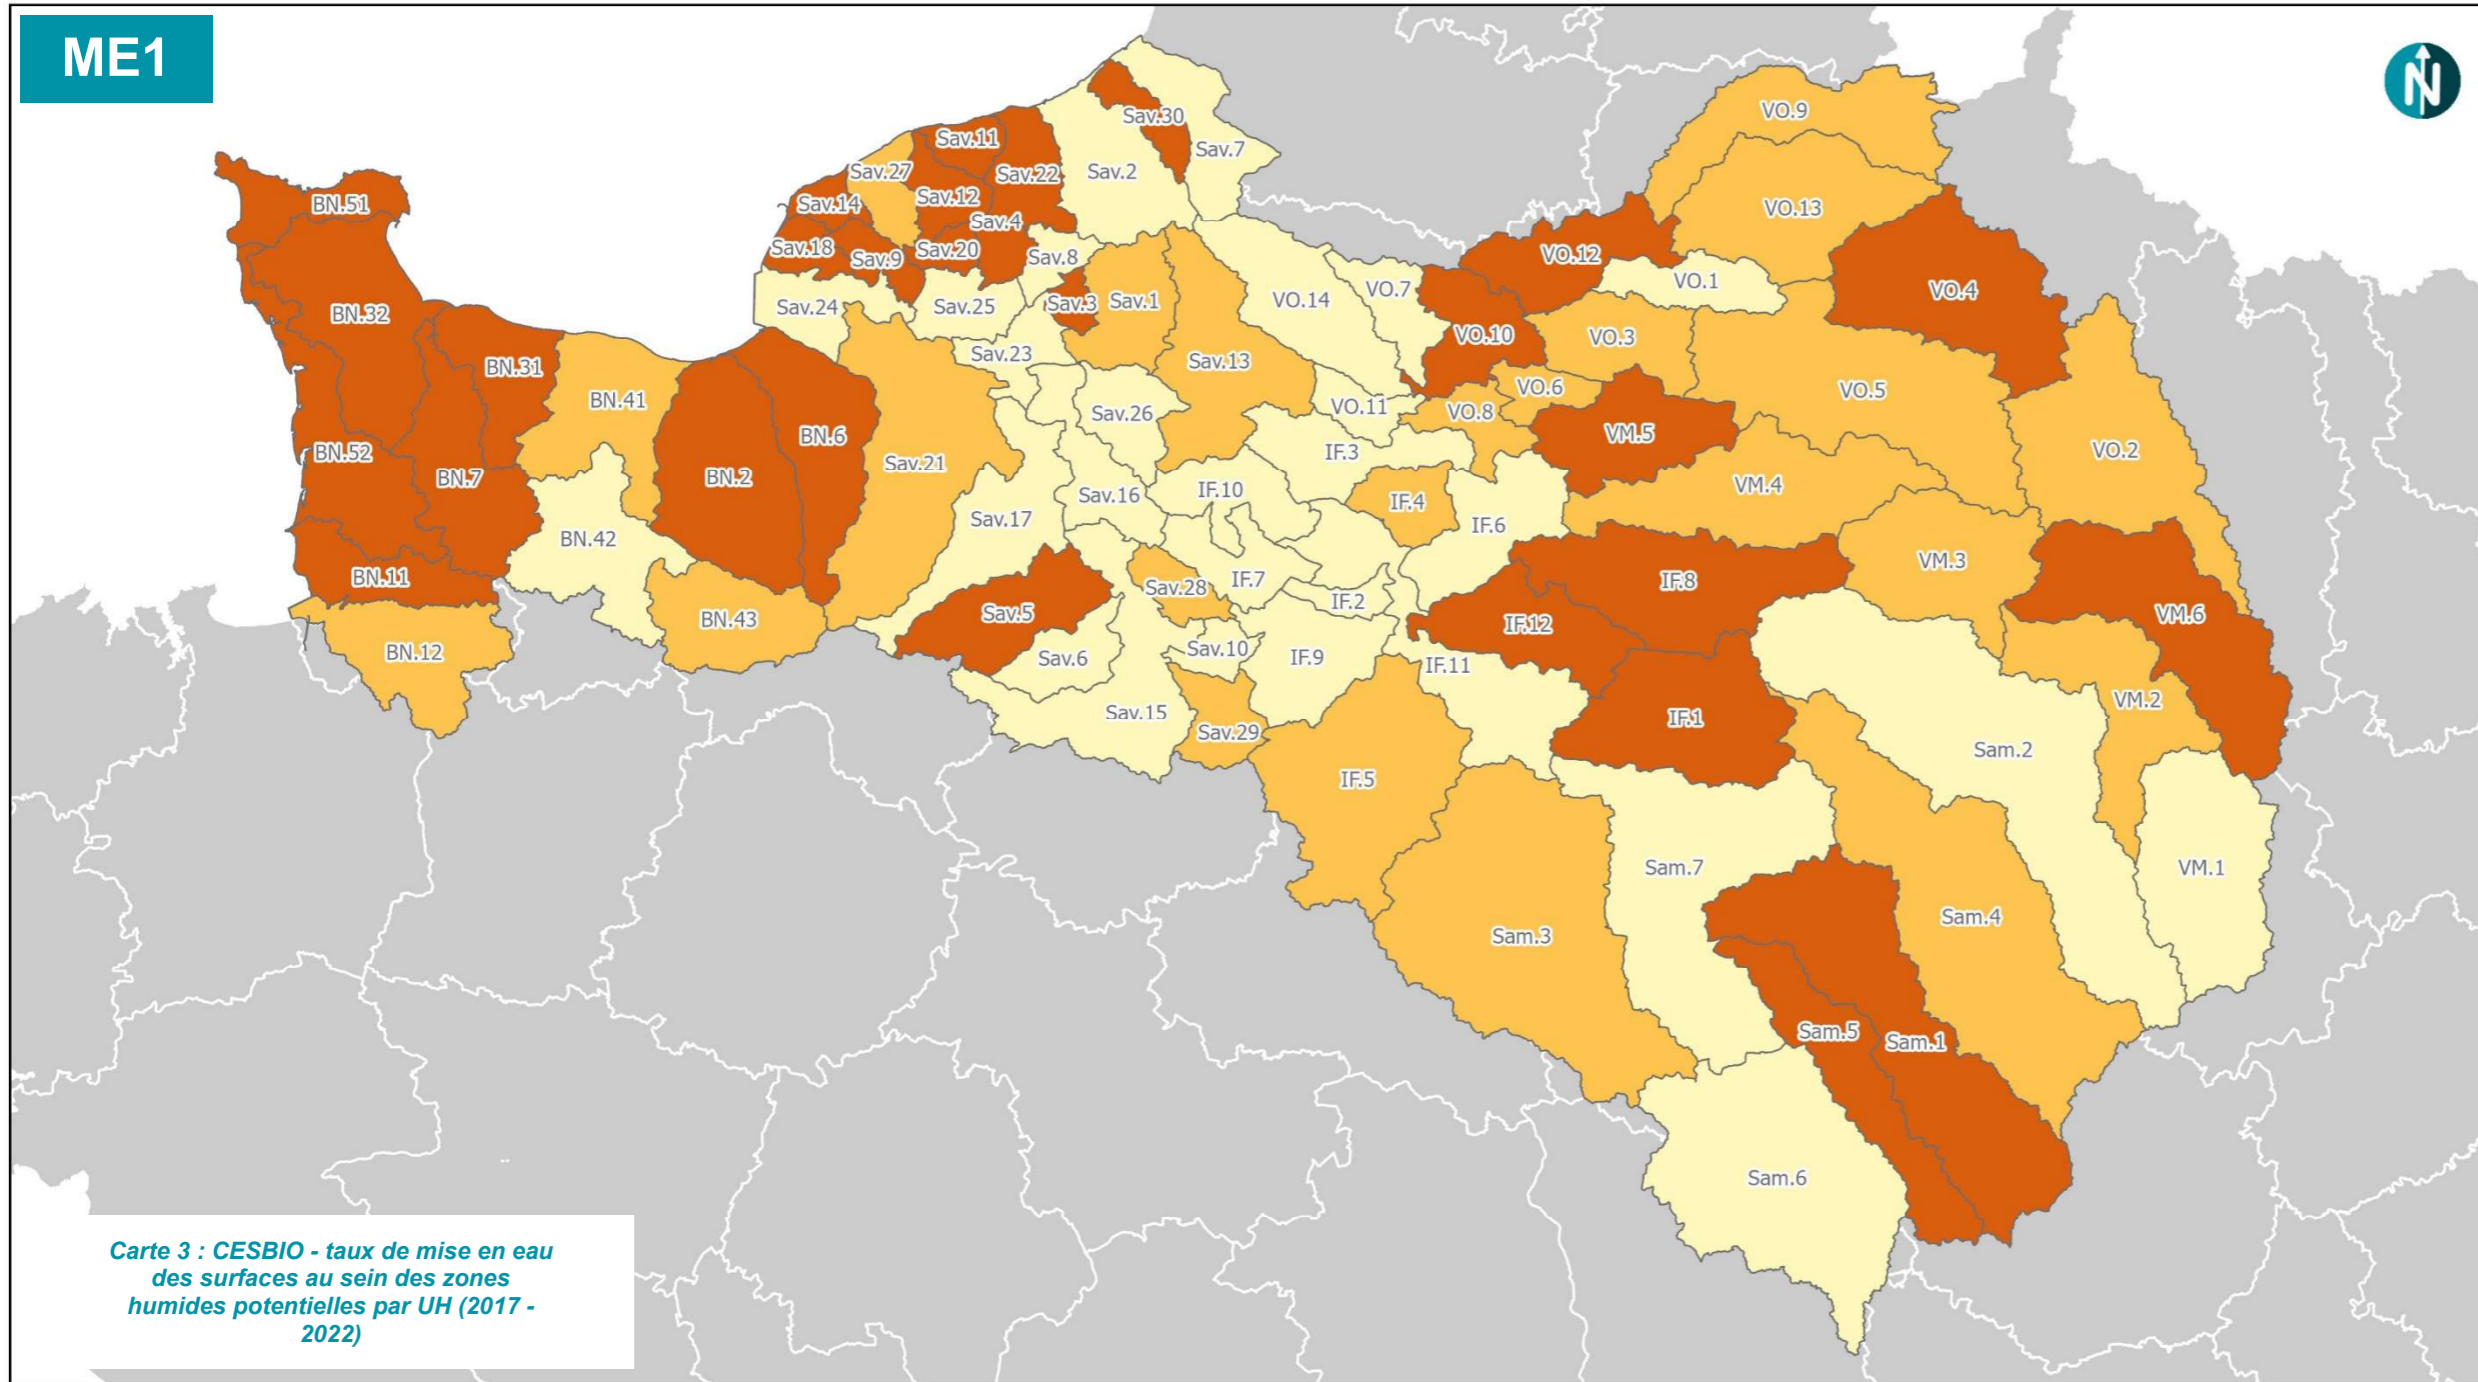 ME1
N
VO.9
Sav.30
Sav.11
Sav.7
Sav.27
Sav.2
Sav.22
Sav.12
Sav.14
BN.51
VO.13
Sav.4
Sav.18
Sav.20
Sav.9
Sav.8
VO.12
VO.1
VO.7
VO.4
VO.14
Sav.3
Sav.1
Sav.24
Sav.25
BN.32
VO.10
VO.3
Sav.23
Sav.13
BN.31
VO.6
VO.5
BN.41
VO.11
VO.8
Sav.26
BN.6
VM.5
BN.52
IF.3
VO.2
Sav.21
BN.7
BN.2
VM.4
IF.10
Sav.16
IF.4
Sav.17
IF.6
BN.42
VM.3
BN.11
IF.7
IF.8
Sav.28
IF.2
Sav.5
VM.6
BN.43
IF.12
Sav.10
BN.12
Sav.6
IF.9
IF.11
VM.2
Sav.15
IF.1
Sav.29
Sam.2
IF.5
Sam.7
VM.1
Sam.4
Sam.3
Sam.5
Sam.1
Sam.6
Carte 3 : CESBIO - taux de mise en eau
des surfaces au sein des zones
humides potentielles par UH (2017 -
2022)